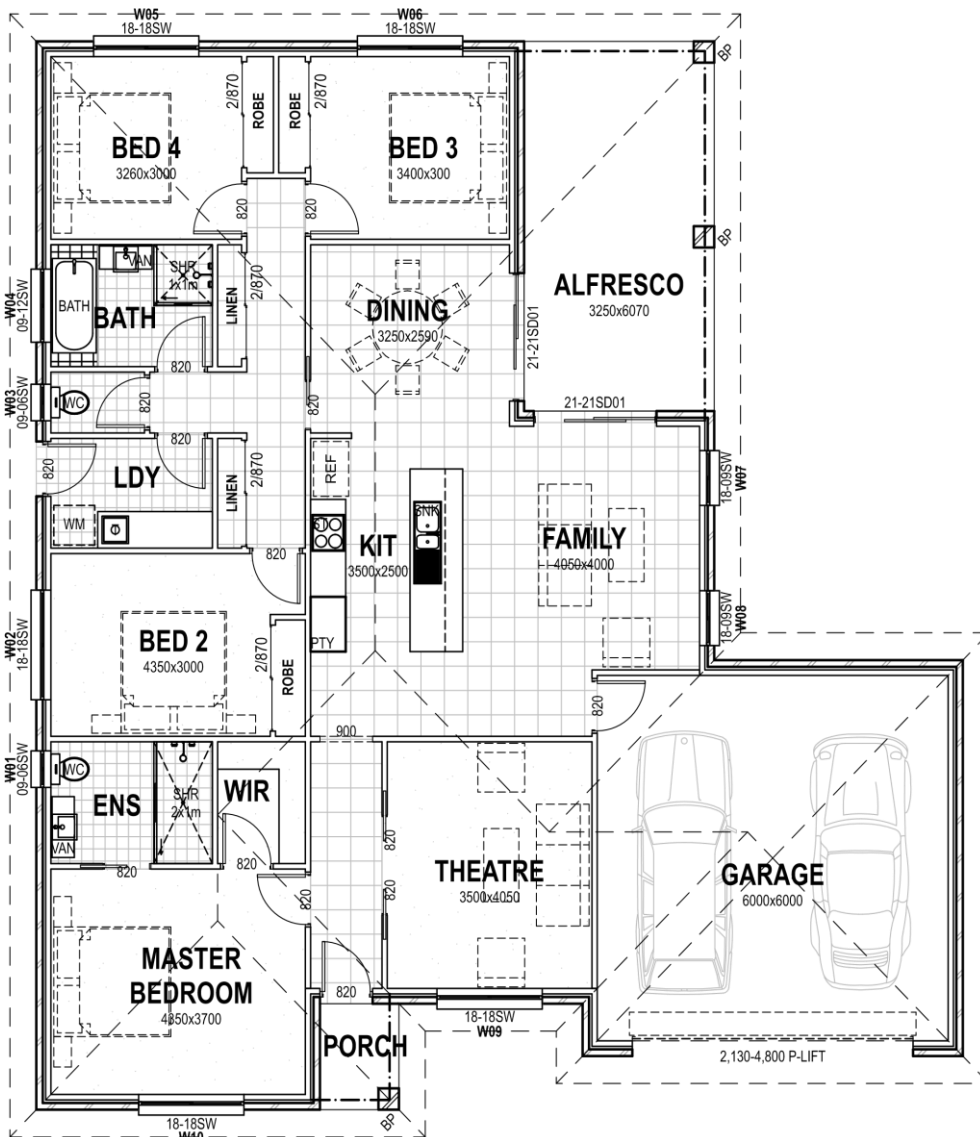 W05
18-18SW
W06
18-18SW
BP
2/870
ROBE
ROBE
2/870
BED 4
3260x3000
BED 3
3400x300
820
820
BP
VAN
SHR
1x1m
BATH
BATH
LINEN
2/870
DINING
3250x2590
ALFRESCO
3250x6070
21-21SD01
W04
09-12SW
820
W03
09-06SW
WC
820
820
21-21SD01
820
820
LDY
WM
LINEN
2/870
REF
ST
SNK
KIT
3500x2500
FAMILY
4050x4000
W07
18-09SW
820
W02
18-18SW
BED 2
4350x3000
2/870
ROBE
PTY
W08
18-09SW
900
820
W01
09-06SW
WC
ENS
VAN
SHR
2x1m
WIR
820
820
820
820
820
THEATRE
3500x4050
GARAGE
6000x6000
MASTER
BEDROOM
4350x3700
820
PORCH
18-18SW
W09
2,130-4,800 P-LIFT
BP
18-18SW
W10